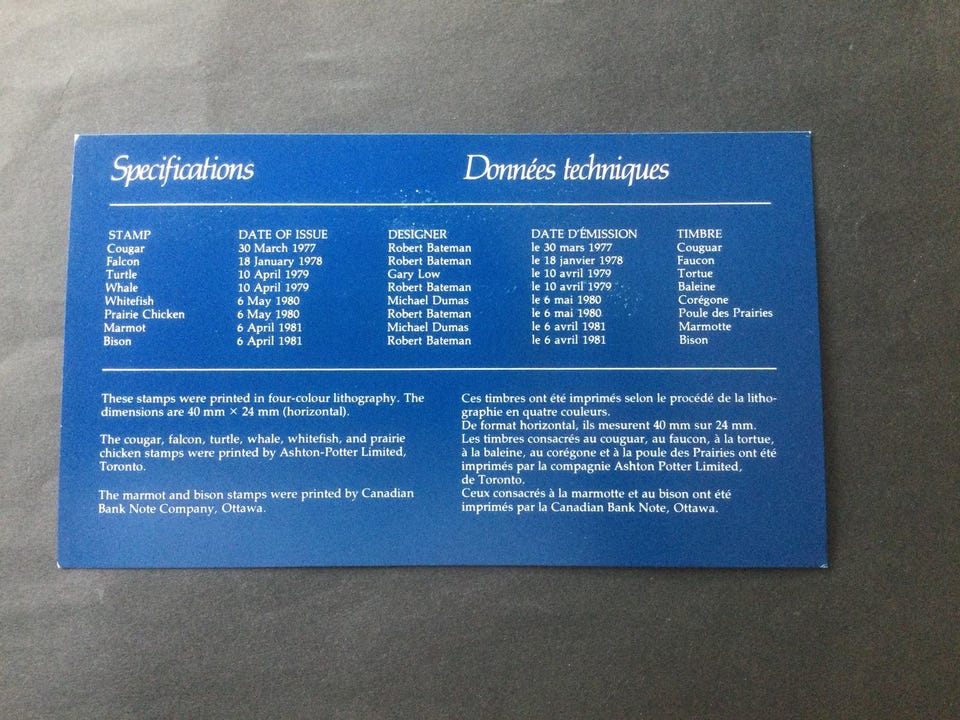 Specifications Données techniques
STAMP DATE OF ISSUE DESIGNER DATE D'ÉMISSION TIMBRE
Cougar 30 March 1977 Robert Bateman le 30 mars 1977 Couguar
Falcon 18 January 1978 Robert Bateman le 18 janvier 1978 Faucon
Turtle 10 April 1979 Gary Low le 10 avril 1979 Tortue
Whale 10 April 1979 Robert Bateman le 10 avril 1979 Baleine
Whitefish 6 May 1980 Michael Dumas le 6 mai 1980 Corégone
Prairie Chicken 6 May 1980 Robert Bateman le 6 mai 1980 Poule des Prairies
Marmot 6 April 1981 Michael Dumas le 6 avril 1981 Marmotte
Bison 6 April 1981 Robert Bateman le 6 avril 1981 Bison
These stamps were printed in four-colour lithography. The
dimensions are 40 mm × 24 mm (horizontal).
The cougar, falcon, turtle, whale, whitefish, and prairie
chicken stamps were printed by Ashton-Potter Limited,
Toronto.
The marmot and bison stamps were printed by Canadian
Bank Note Company, Ottawa.
Ces timbres ont été imprimés selon le procédé de la litho-
graphie en quatre couleurs.
De format horizontal, ils mesurent 40 mm sur 24 mm.
Les timbres consacrés au couguar, au faucon, à la tortue,
à la baleine, au corégone et à la poule des Prairies ont été
imprimés par la compagnie Ashton Potter Limited,
de Toronto.
Ceux consacrés à la marmotte et au bison ont été
imprimés par la Canadian Bank Note, Ottawa.